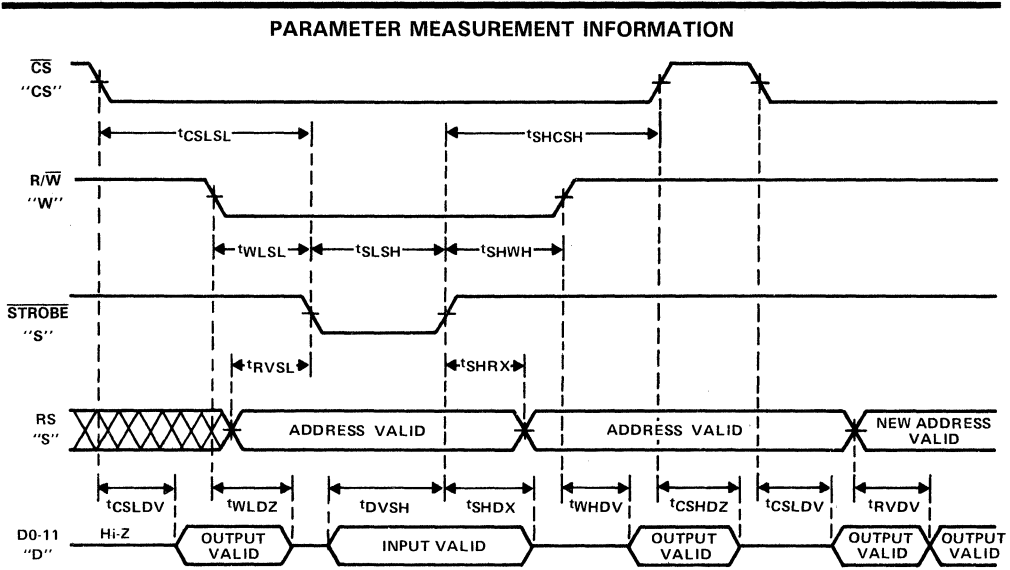 PARAMETER MEASUREMENT INFORMATION
C̅S̅
"CS"
tCSLSL
tSHCSH
R/W̅
"W"
tWLSL
tSLSH
tSHWH
S̅T̅R̅O̅B̅E̅
"S"
tRVSL
tSHRX
RS
"S"
ADDRESS VALID
ADDRESS VALID
NEW ADDRESS
VALID
tCSLDV
tWLDZ
tDVSH
tSHDX
tWHDV
tCSHDZ
tCSLDV
tRVDV
D0-11
"D"
Hi-Z
OUTPUT
VALID
INPUT VALID
OUTPUT
VALID
OUTPUT
VALID
OUTPUT
VALID